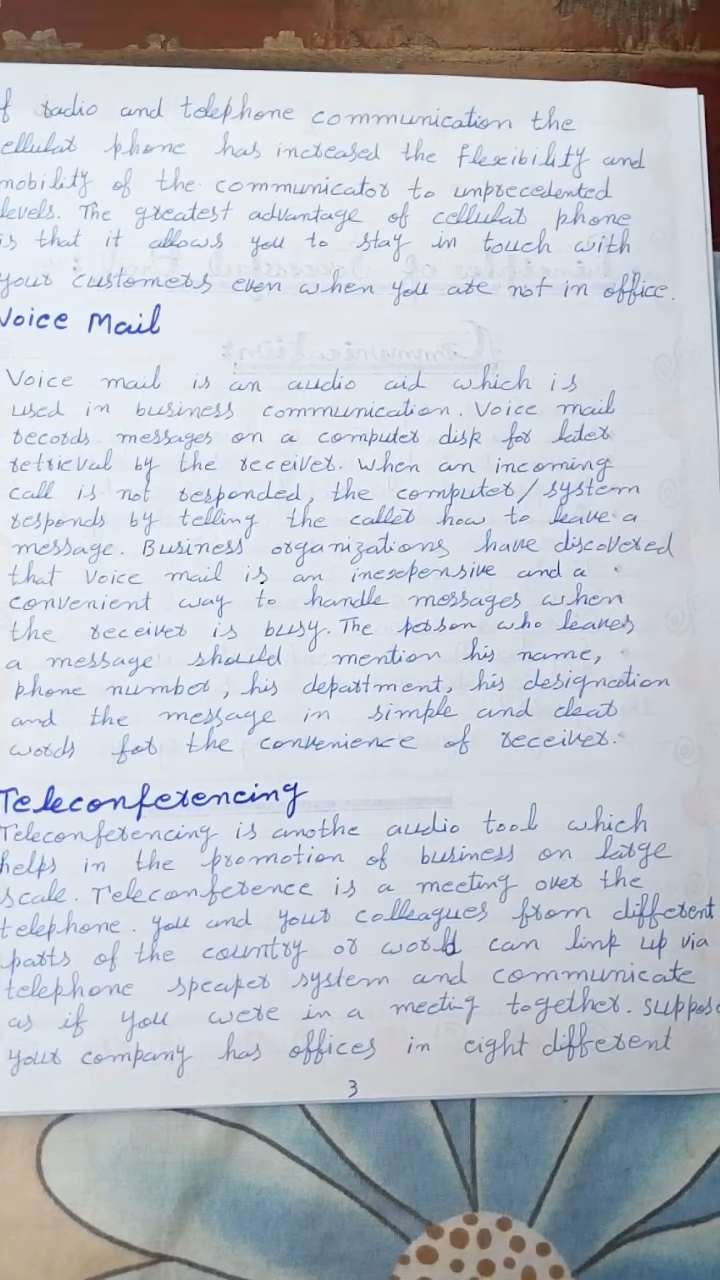 f radio and telephone communication the
ellular phone has increased the flexibility and
mobility of the communicator to unprecedented
levels. The greatest advantage of cellular phone
is that it allows you to stay in touch with
your customers even when you are not in office.
Voice Mail
Voice mail is an audio aid which is
used in business communication. Voice mail
records messages on a computer disk for later
retrieval by the receiver. When an incoming
call is not responded, the computer/system
responds by telling the caller how to leave a
message. Business organizations have discovered
that Voice mail is an inexpensive and a
convenient way to handle messages when
the receiver is busy. The person who leaves
a message should mention his name,
phone number, his department, his designation
and the message in simple and clear
words for the convenience of receiver.
Teleconferencing
Teleconferencing is anothe audio tool which
helps in the promotion of business on large
scale. Teleconference is a meeting over the
telephone. You and your colleagues from different
parts of the country or world can link up via
telephone speaper system and communicate
as if you were in a meeting together. Suppose
your company has offices in eight different
3